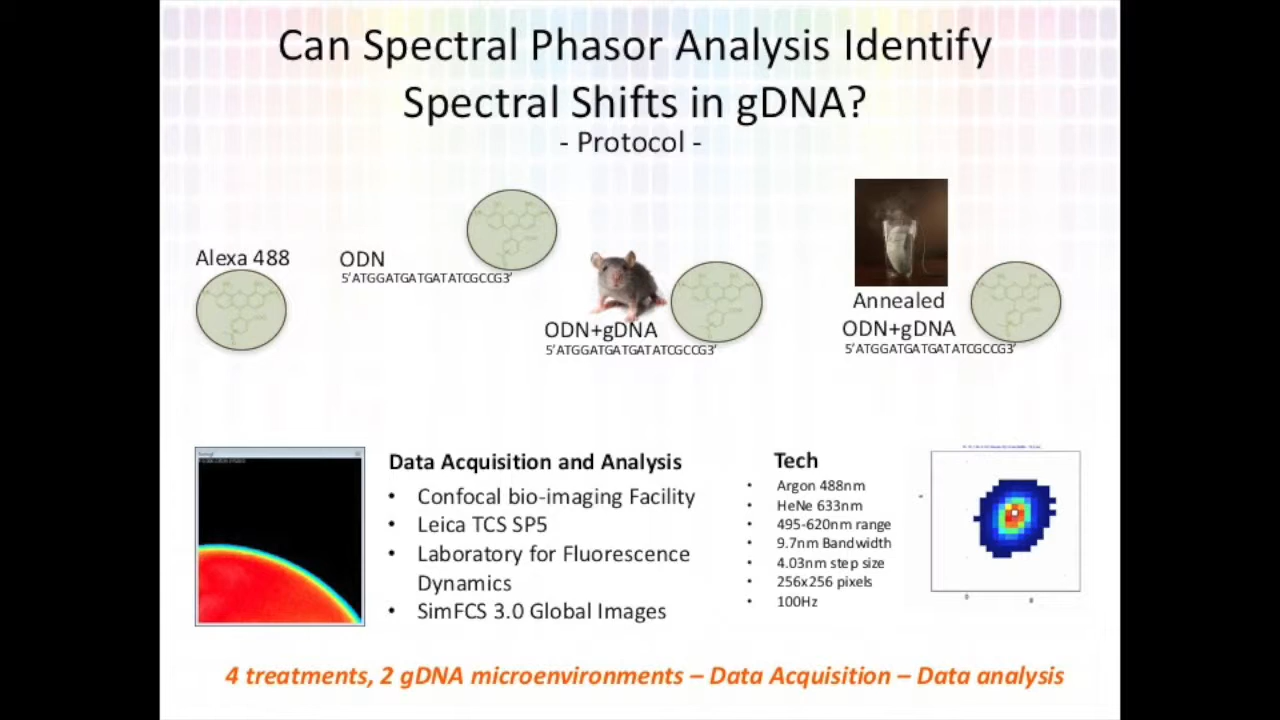 Can Spectral Phasor Analysis Identify
Spectral Shifts in gDNA?
- Protocol -
Alexa 488
ODN
5'ATGGATGATGATATCGCCG3'
ODN+gDNA
5'ATGGATGATGATATCGCCG3'
Annealed
ODN+gDNA
5'ATGGATGATGATATCGCCG3'
Data Acquisition and Analysis
• Confocal bio-imaging Facility
• Leica TCS SP5
• Laboratory for Fluorescence
Dynamics
• SimFCS 3.0 Global Images
Tech
• Argon 488nm
• HeNe 633nm
• 495-620nm range
• 9.7nm Bandwidth
• 4.03nm step size
• 256x256 pixels
• 100Hz
4 treatments, 2 gDNA microenvironments – Data Acquisition – Data analysis